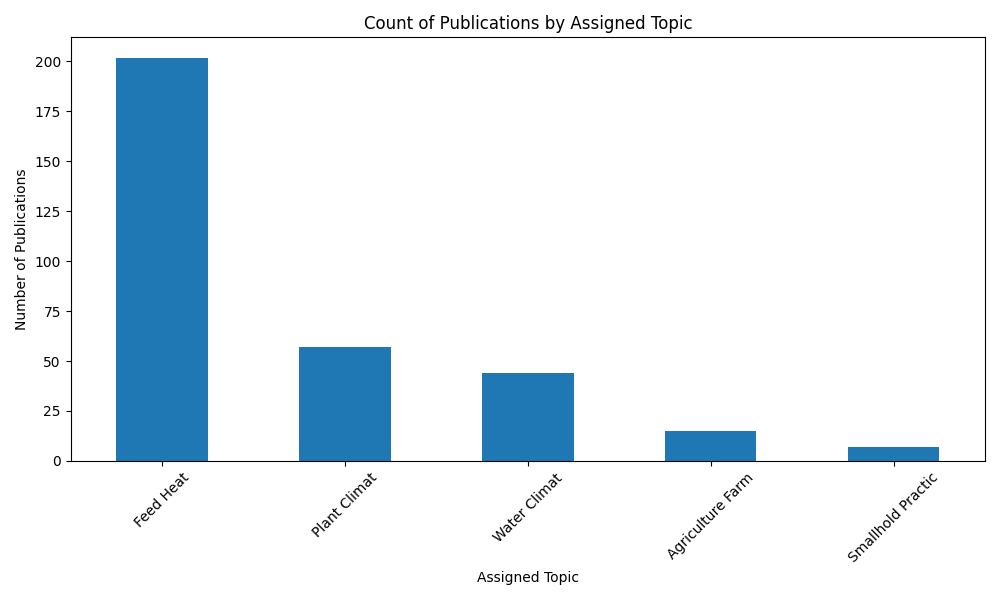 Count of Publications by Assigned Topic
Number of Publications
200
175
150
125
100
75
50
25
0
Feed Heat
Plant Climat
Water Climat
Agriculture Farm
Smallhold Practic
Assigned Topic